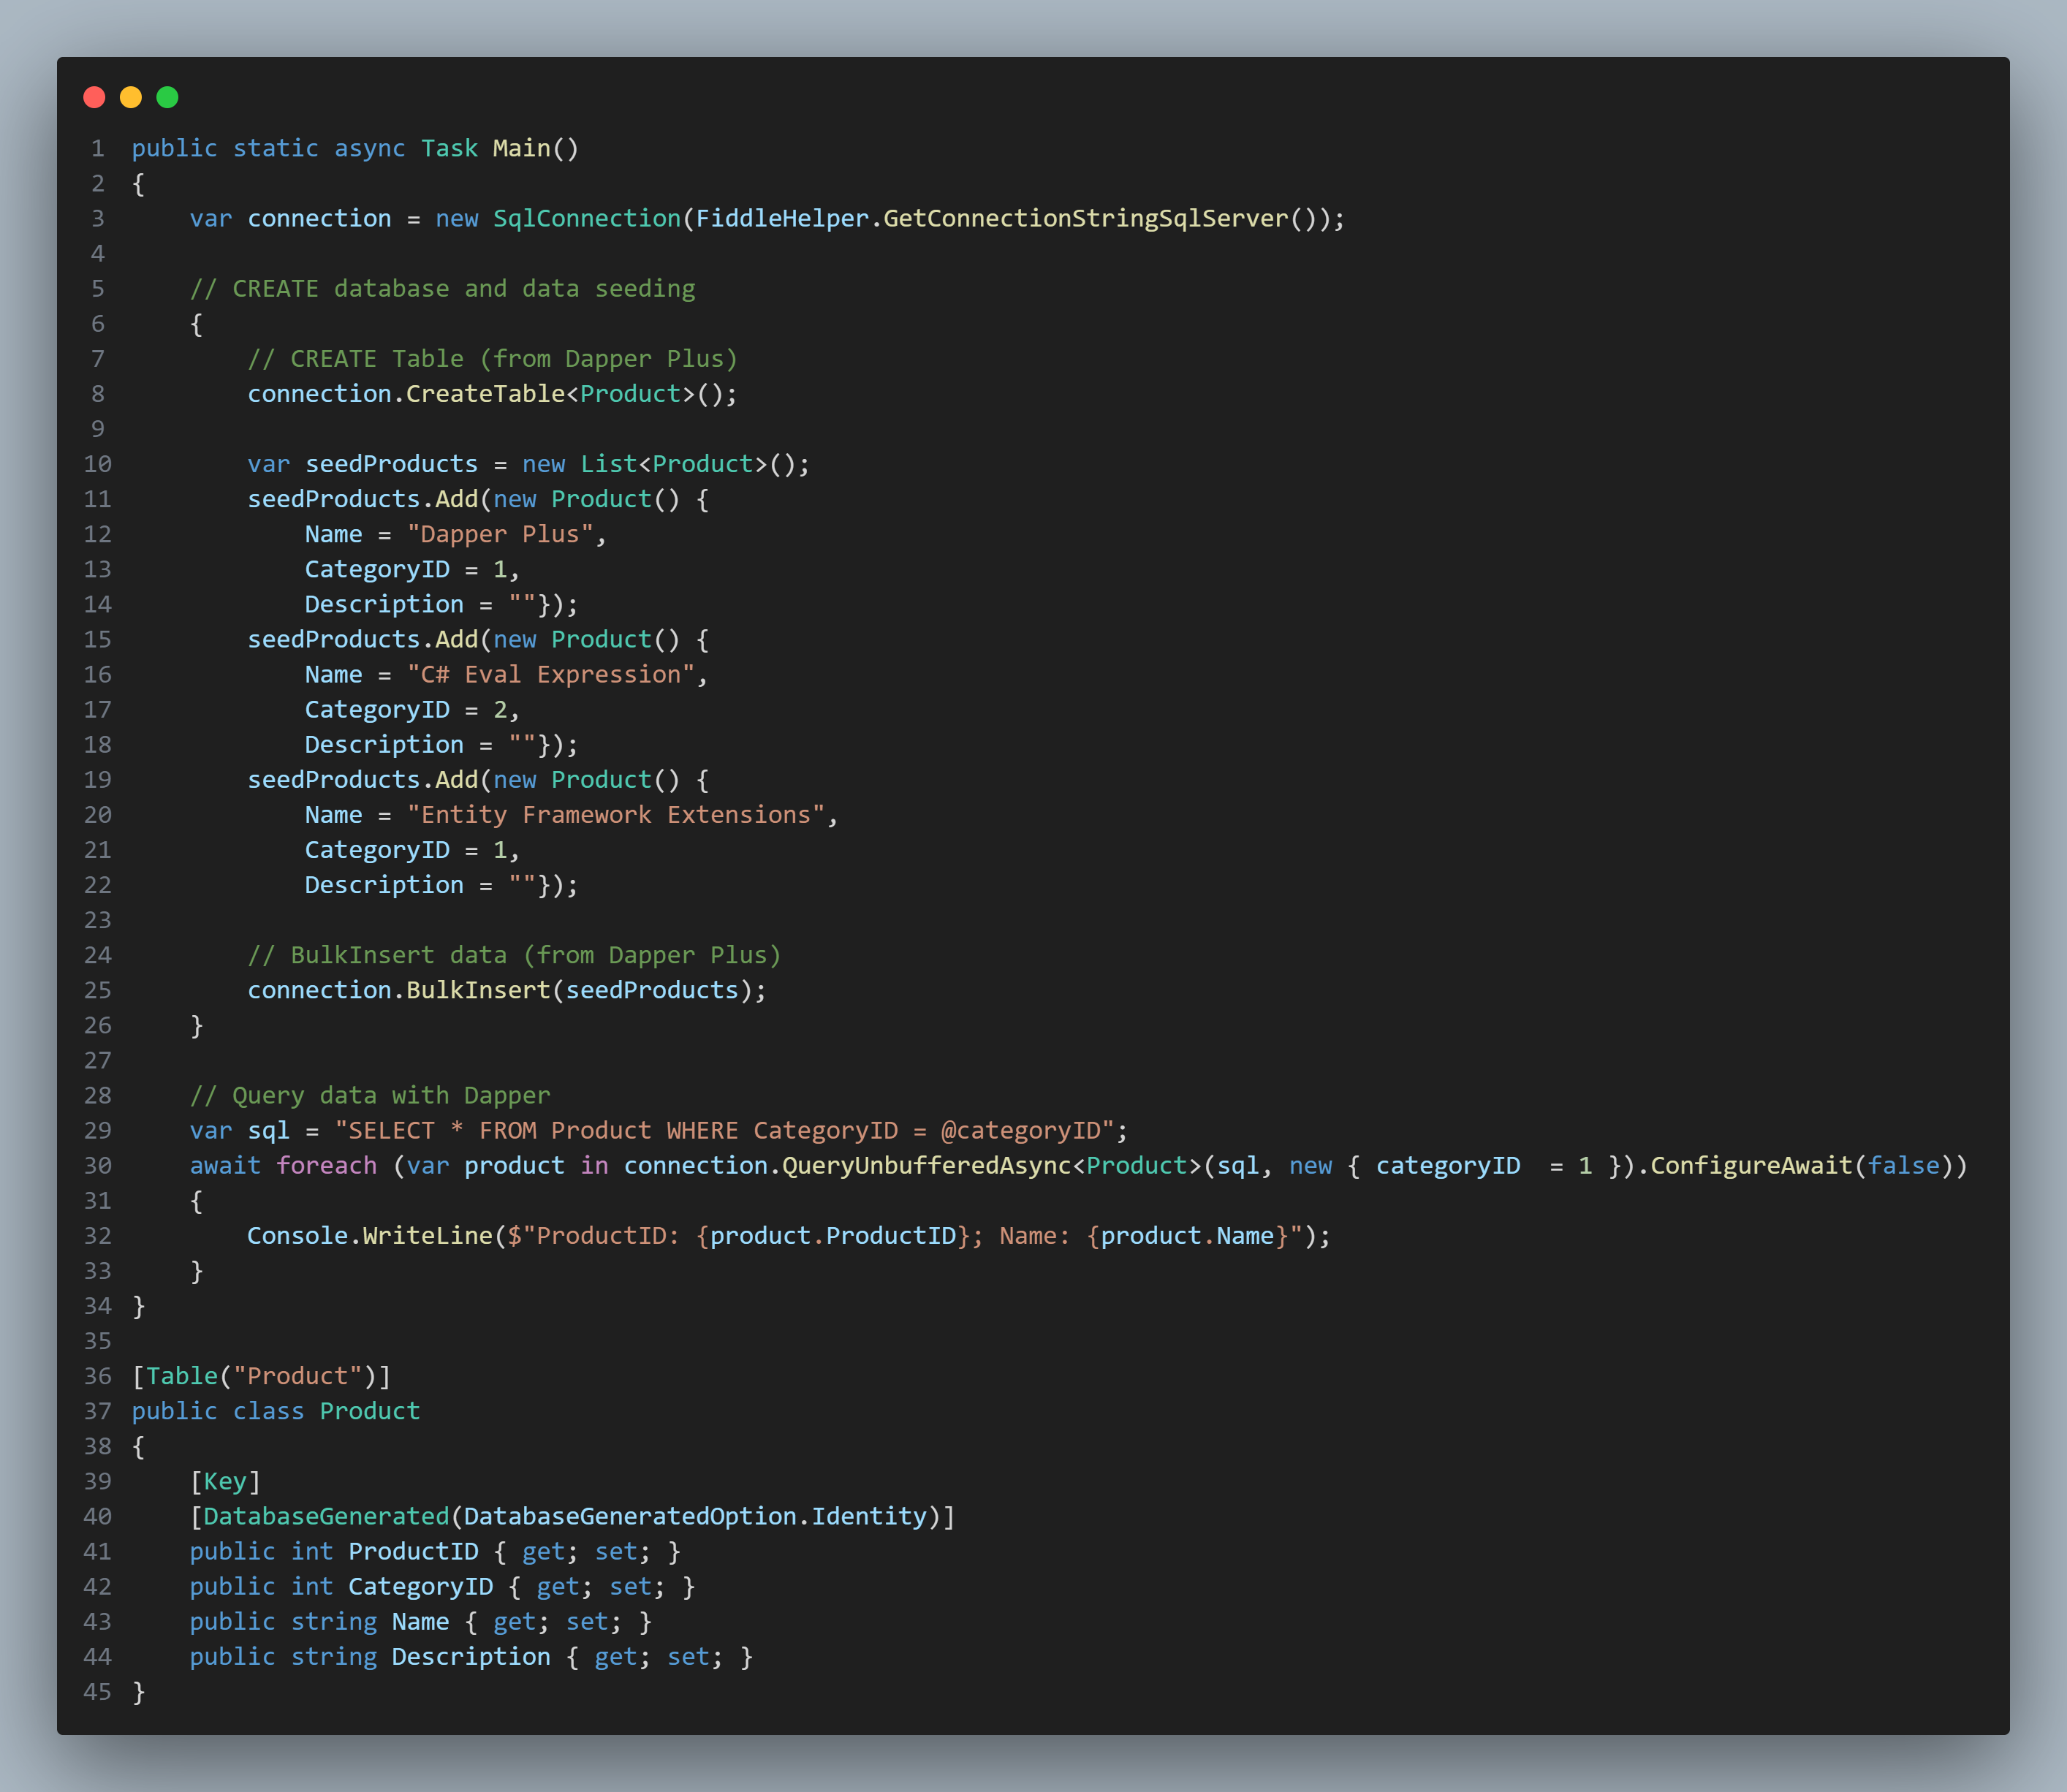 1 public static async Task Main()
2 {
3     var connection = new SqlConnection(FiddleHelper.GetConnectionStringSqlServer());
4
5     // CREATE database and data seeding
6     {
7         // CREATE Table (from Dapper Plus)
8         connection.CreateTable<Product>();
9
10         var seedProducts = new List<Product>();
11         seedProducts.Add(new Product() {
12             Name = "Dapper Plus",
13             CategoryID = 1,
14             Description = ""});
15         seedProducts.Add(new Product() {
16             Name = "C# Eval Expression",
17             CategoryID = 2,
18             Description = ""});
19         seedProducts.Add(new Product() {
20             Name = "Entity Framework Extensions",
21             CategoryID = 1,
22             Description = ""});
23
24         // BulkInsert data (from Dapper Plus)
25         connection.BulkInsert(seedProducts);
26     }
27
28     // Query data with Dapper
29     var sql = "SELECT * FROM Product WHERE CategoryID = @categoryID";
30     await foreach (var product in connection.QueryUnbufferedAsync<Product>(sql, new { categoryID  = 1 }).ConfigureAwait(false))
31     {
32         Console.WriteLine($"ProductID: {product.ProductID}; Name: {product.Name}");
33     }
34 }
35
36 [Table("Product")]
37 public class Product
38 {
39     [Key]
40     [DatabaseGenerated(DatabaseGeneratedOption.Identity)]
41     public int ProductID { get; set; }
42     public int CategoryID { get; set; }
43     public string Name { get; set; }
44     public string Description { get; set; }
45 }